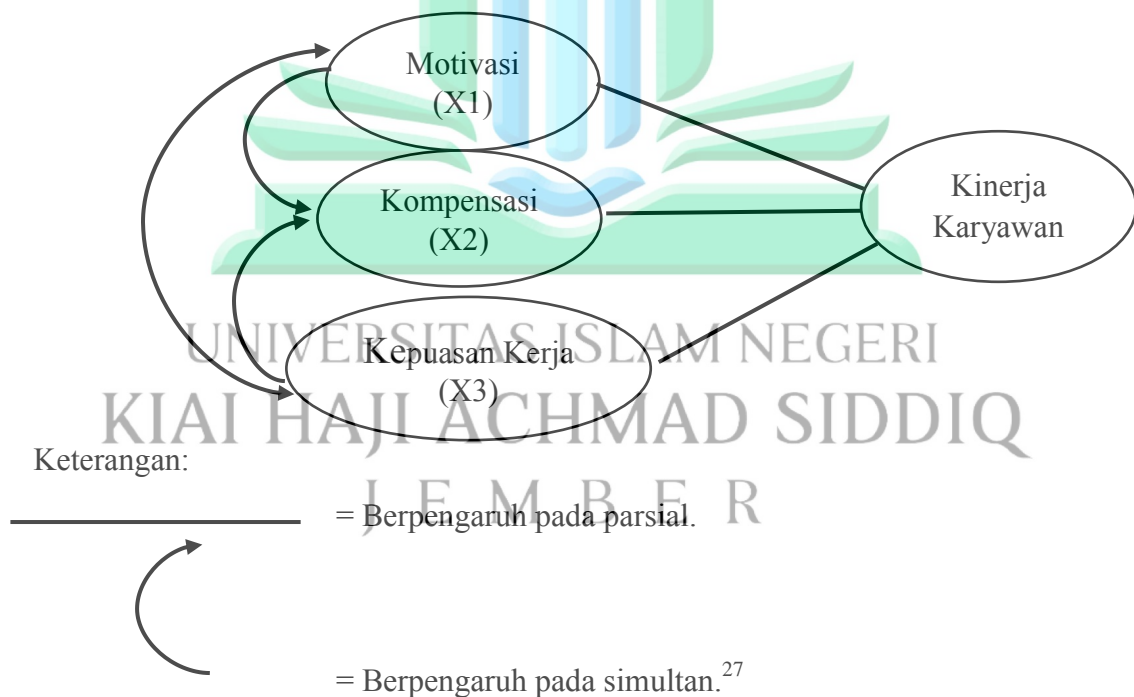 Motivasi
(X1)
Kompensasi
(X2)
Kinerja
Karyawan
Kepuasan Kerja
(X3)
UNIVERSITAS ISLAM NEGERI
KIAI HAJI ACHMAD SIDDIQ
JEMBER
Keterangan:
= Berpengaruh pada parsial.
= Berpengaruh pada simultan.27